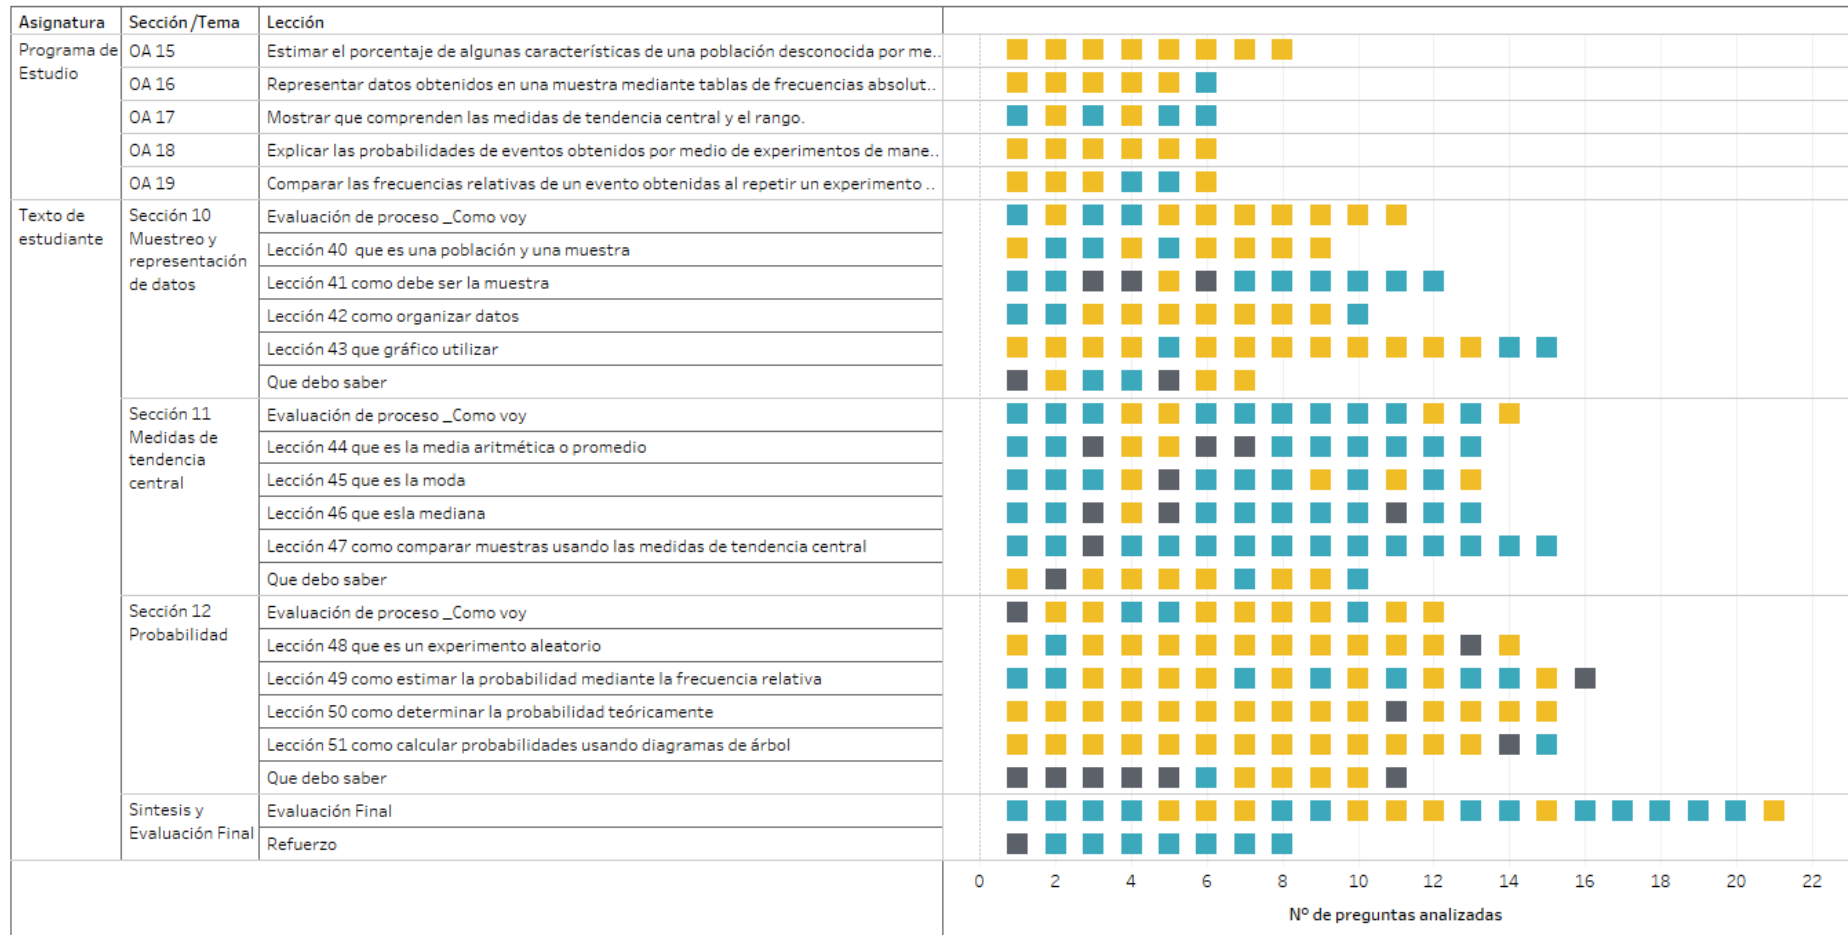 Asignatura Sección /Tema Lección
Programa de Estudio
OA 15 Estimar el porcentaje de algunas características de una población desconocida por me..
OA 16 Representar datos obtenidos en una muestra mediante tablas de frecuencias absolut..
OA 17 Mostrar que comprenden las medidas de tendencia central y el rango.
OA 18 Explicar las probabilidades de eventos obtenidos por medio de experimentos de mane..
OA 19 Comparar las frecuencias relativas de un evento obtenidas al repetir un experimento ..
Texto de
estudiante
Sección 10
Muestreo y
representación
de datos
Evaluación de proceso _Como voy
Lección 40 que es una población y una muestra
Lección 41 como debe ser la muestra
Lección 42 como organizar datos
Lección 43 que gráfico utilizar
Que debo saber
Sección 11
Medidas de
tendencia
central
Evaluación de proceso _Como voy
Lección 44 que es la media aritmética o promedio
Lección 45 que es la moda
Lección 46 que esla mediana
Lección 47 como comparar muestras usando las medidas de tendencia central
Que debo saber
Sección 12
Probabilidad
Evaluación de proceso _Como voy
Lección 48 que es un experimento aleatorio
Lección 49 como estimar la probabilidad mediante la frecuencia relativa
Lección 50 como determinar la probabilidad teóricamente
Lección 51 como calcular probabilidades usando diagramas de árbol
Que debo saber
Sintesis y
Evaluación Final
Evaluación Final
Refuerzo
0 2 4 6 8 10 12 14 16 18 20 22
Nº de preguntas analizadas